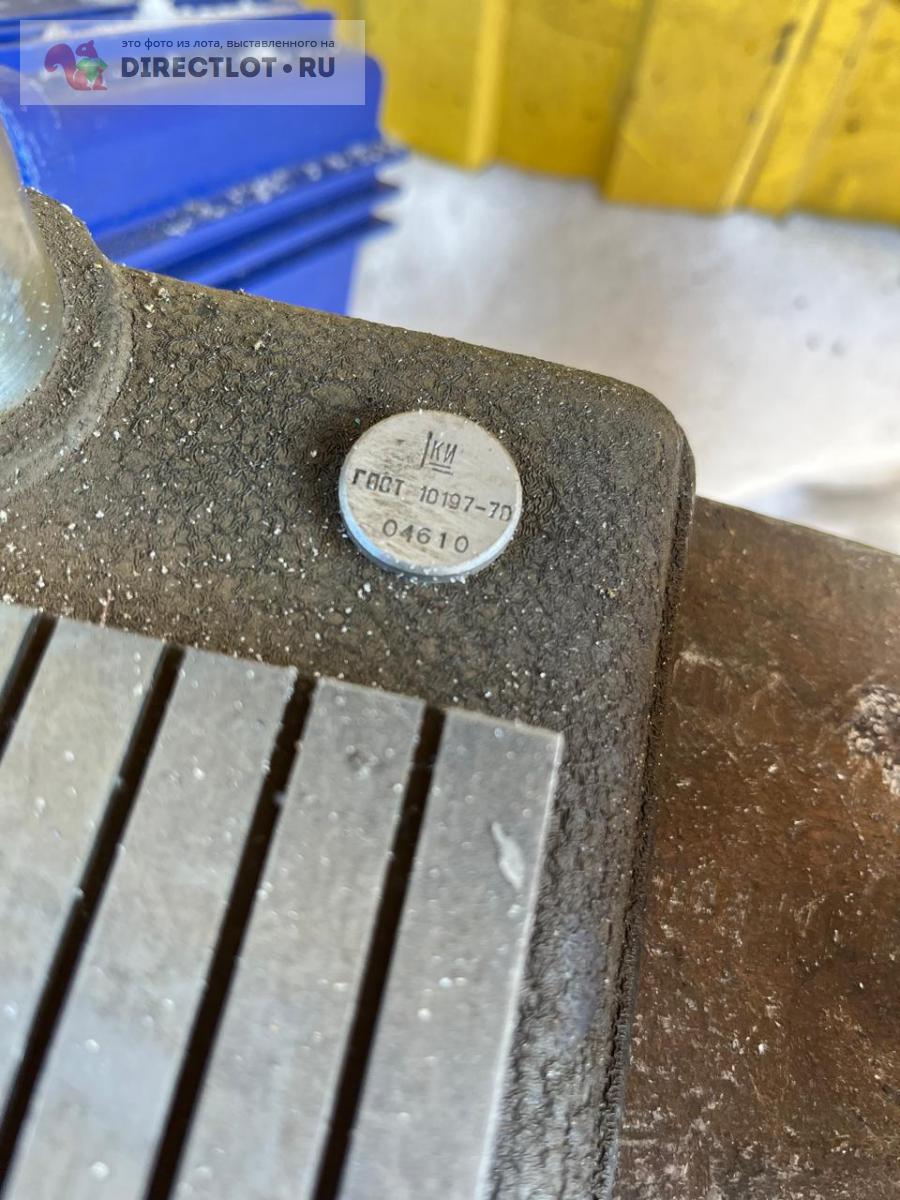 это фото из лота, выставленного на
DIRECTLOT•RU
КИ
ГОСТ 10197-70
04610